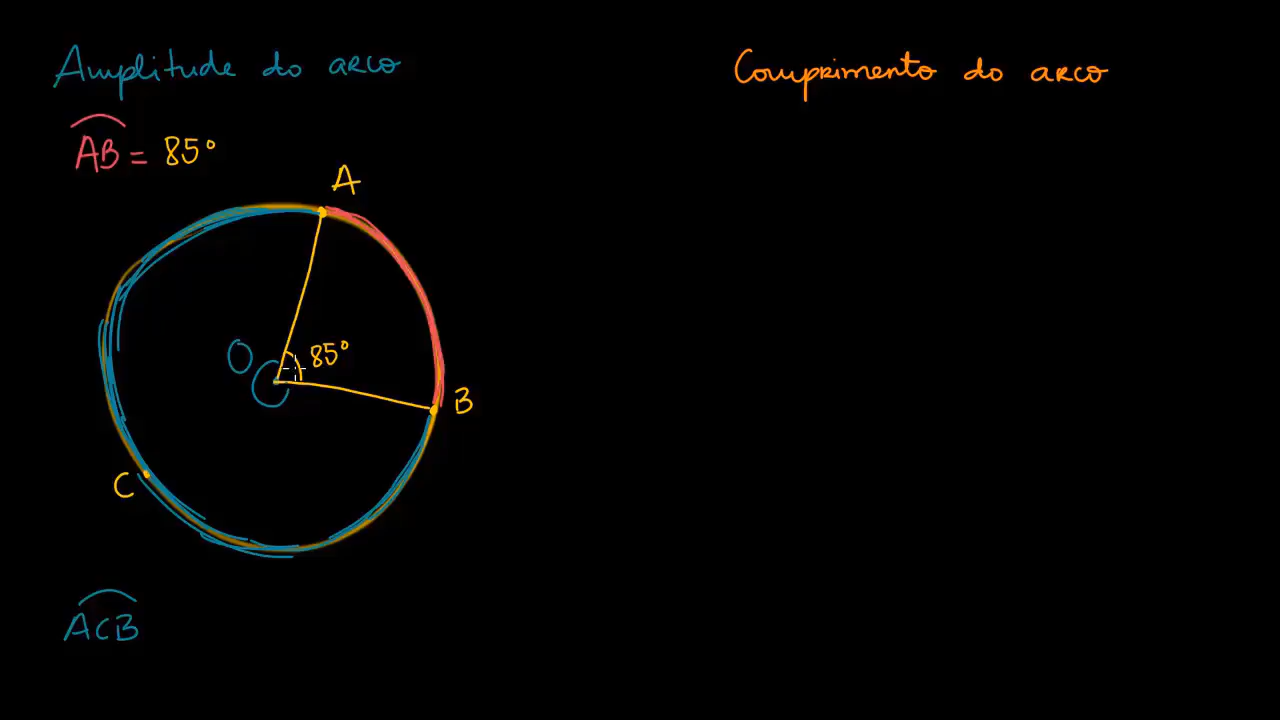 Amplitude do arco
AB = 85°
A
O
85°
B
C
ACB
Comprimento do arco